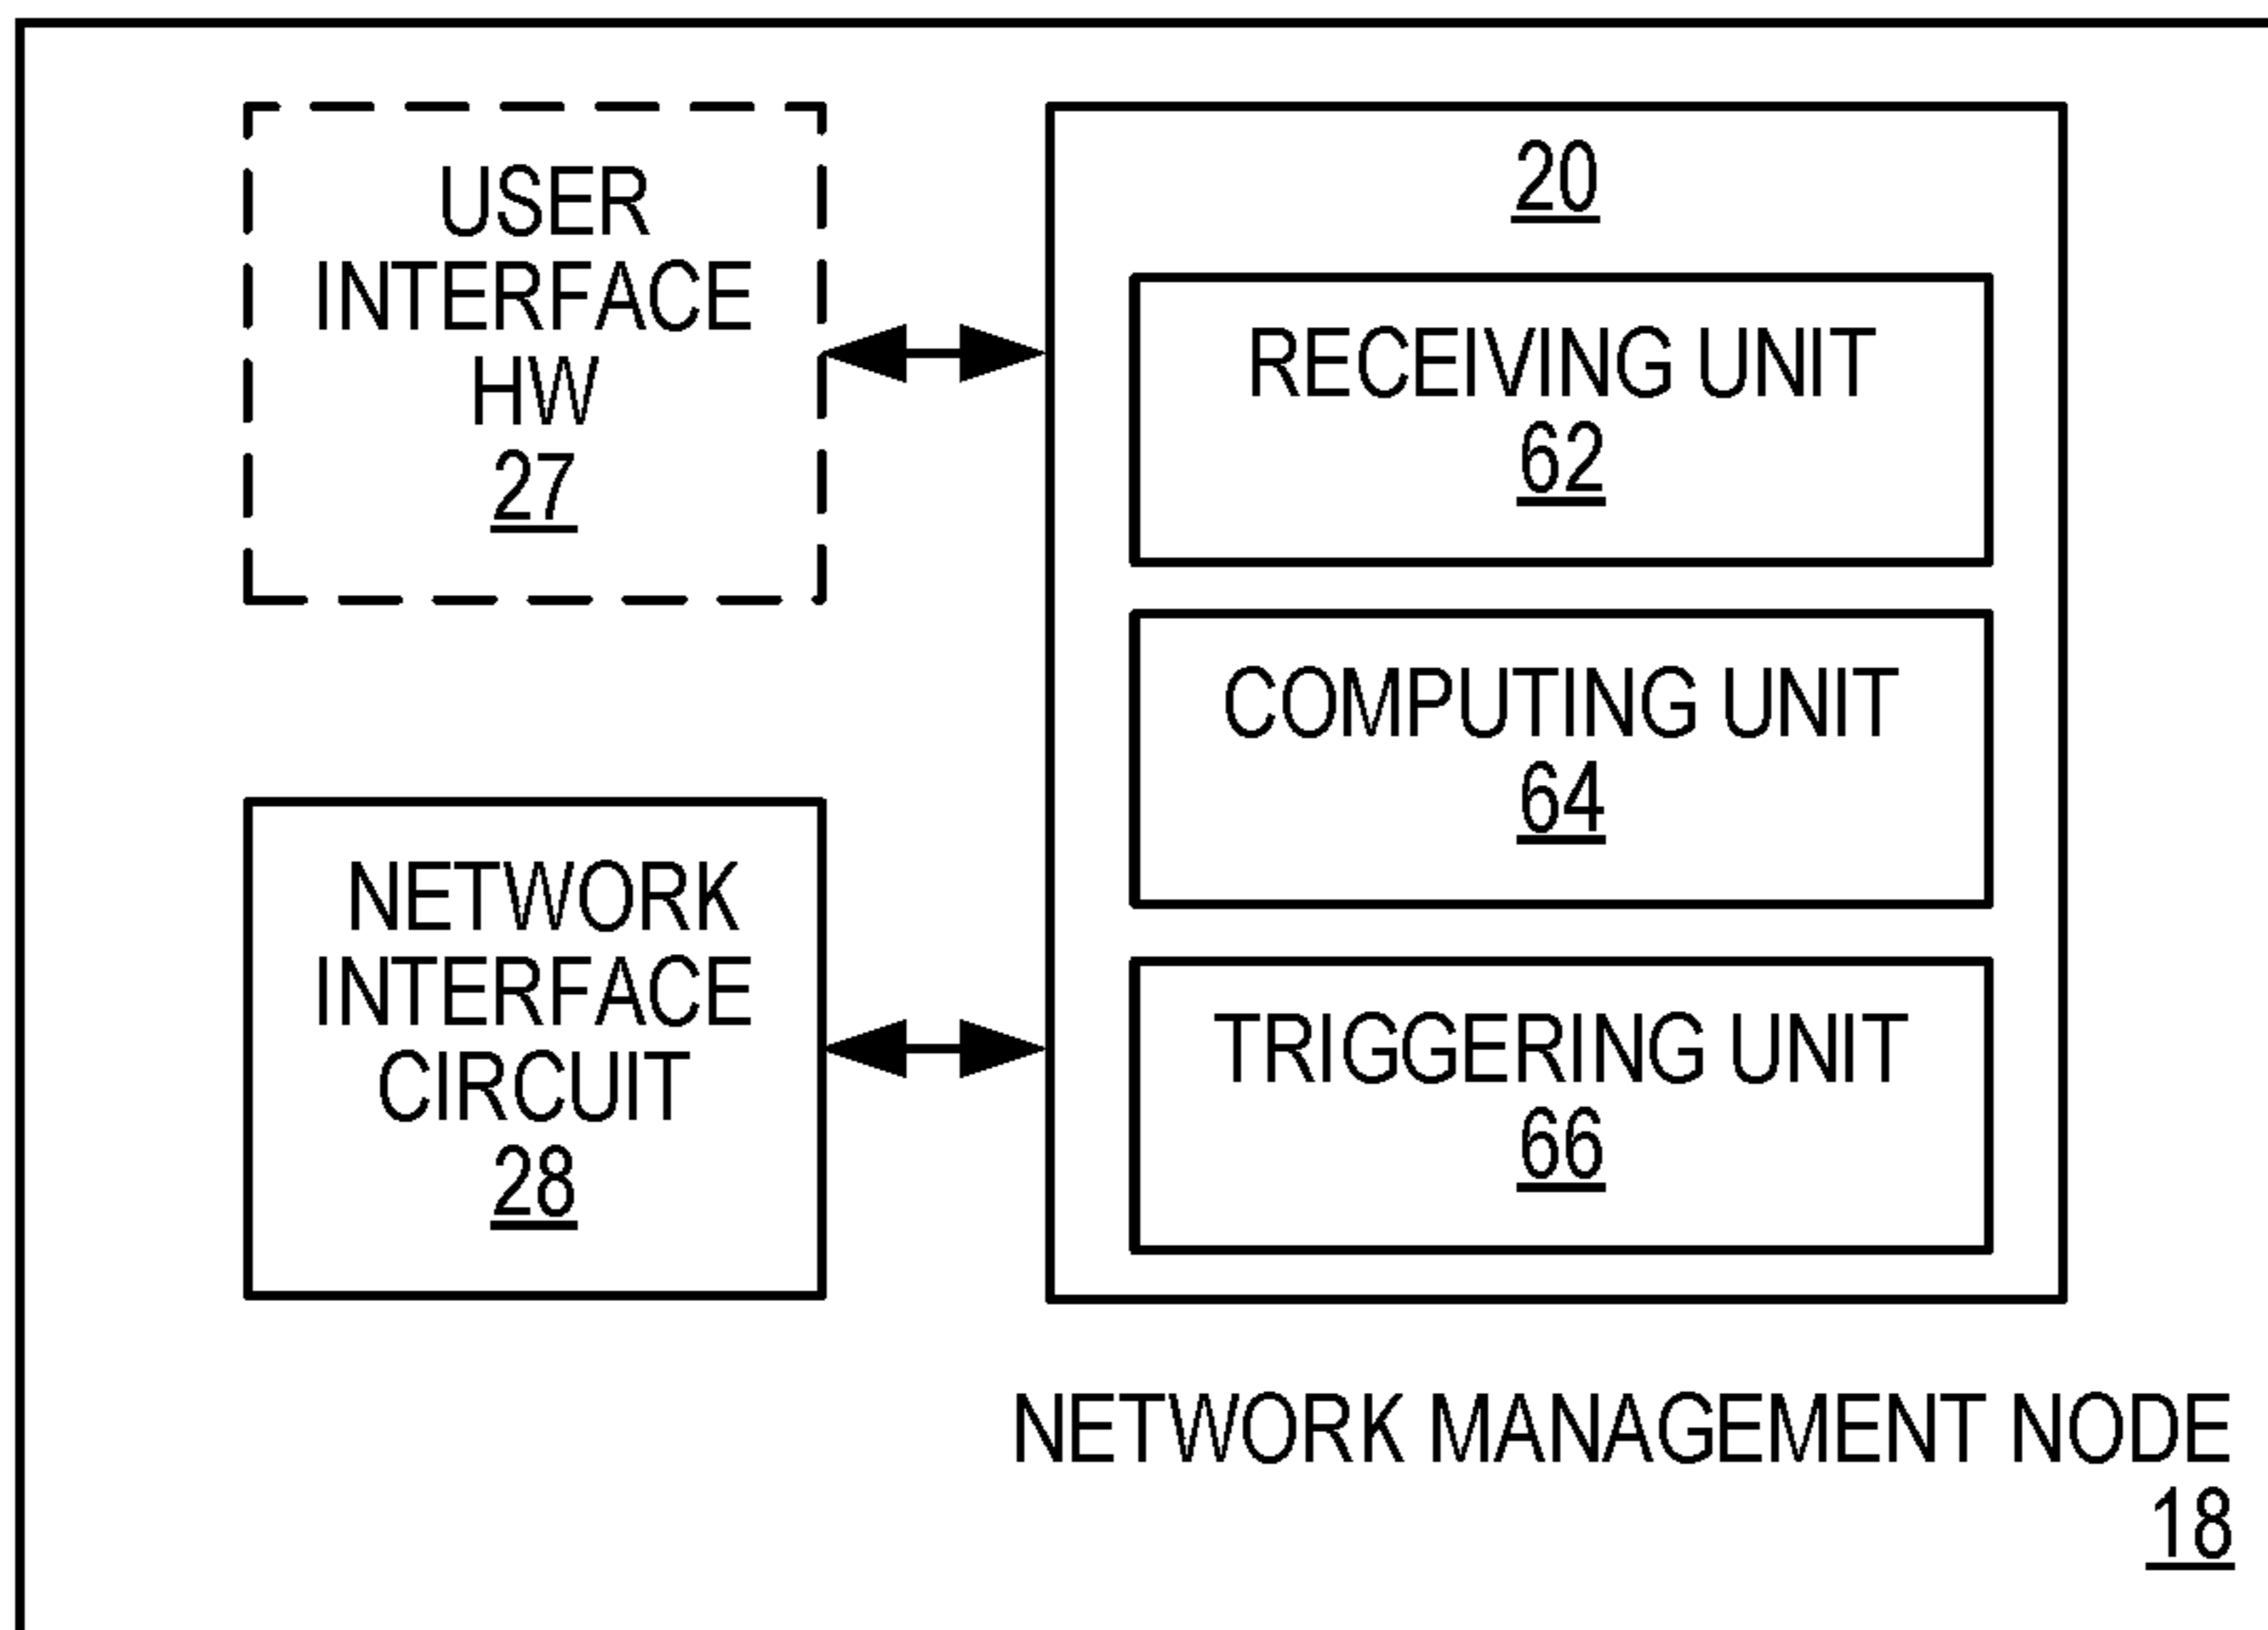 USER
INTERFACE
HW
27
NETWORK
INTERFACE
CIRCUIT
28
20
RECEIVING UNIT
62
COMPUTING UNIT
64
TRIGGERING UNIT
66
NETWORK MANAGEMENT NODE
18